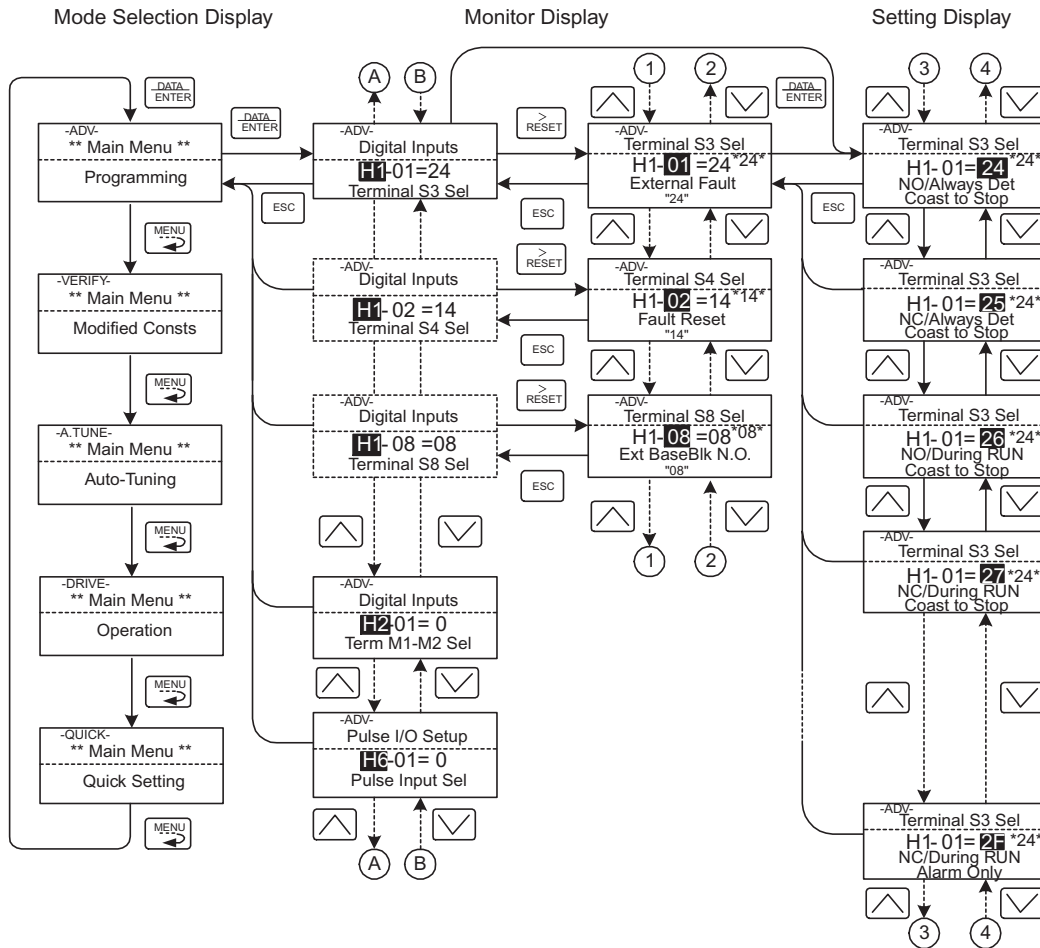 Mode Selection Display
Monitor Display
Setting Display
DATA
ENTER
-ADV-
** Main Menu **
Programming
MENU
-VERIFY-
** Main Menu **
Modified Consts
MENU
-A.TUNE-
** Main Menu **
Auto-Tuning
MENU
-DRIVE-
** Main Menu **
Operation
MENU
-QUICK-
** Main Menu **
Quick Setting
MENU
DATA
ENTER
ESC
A
B
-ADV-
Digital Inputs
H1-01=24
Terminal S3 Sel
-ADV-
Digital Inputs
H1- 02 =14
Terminal S4 Sel
-ADV-
Digital Inputs
H1- 08 =08
Terminal S8 Sel
-ADV-
Digital Inputs
H2-01= 0
Term M1-M2 Sel
-ADV-
Pulse I/O Setup
H6-01= 0
Pulse Input Sel
A
B
>
RESET
ESC
>
RESET
ESC
>
RESET
ESC
1
2
-ADV-
Terminal S3 Sel
H1- 01 =24 *24*
External Fault
"24"
-ADV-
Terminal S4 Sel
H1- 02 =14 *14*
Fault Reset
"14"
-ADV-
Terminal S8 Sel
H1- 08 =08 *08*
Ext BaseBlk N.O.
"08"
1
2
DATA
ENTER
ESC
3
4
-ADV-
Terminal S3 Sel
H1- 01= 24 *24*
NO/Always Det
Coast to Stop
-ADV-
Terminal S3 Sel
H1- 01= 25 *24*
NC/Always Det
Coast to Stop
-ADV-
Terminal S3 Sel
H1- 01= 26 *24*
NO/During RUN
Coast to Stop
-ADV-
Terminal S3 Sel
H1- 01= 27 *24*
NC/During RUN
Coast to Stop
-ADV-
Terminal S3 Sel
H1- 01= 2F *24*
NC/During RUN
Alarm Only
3
4